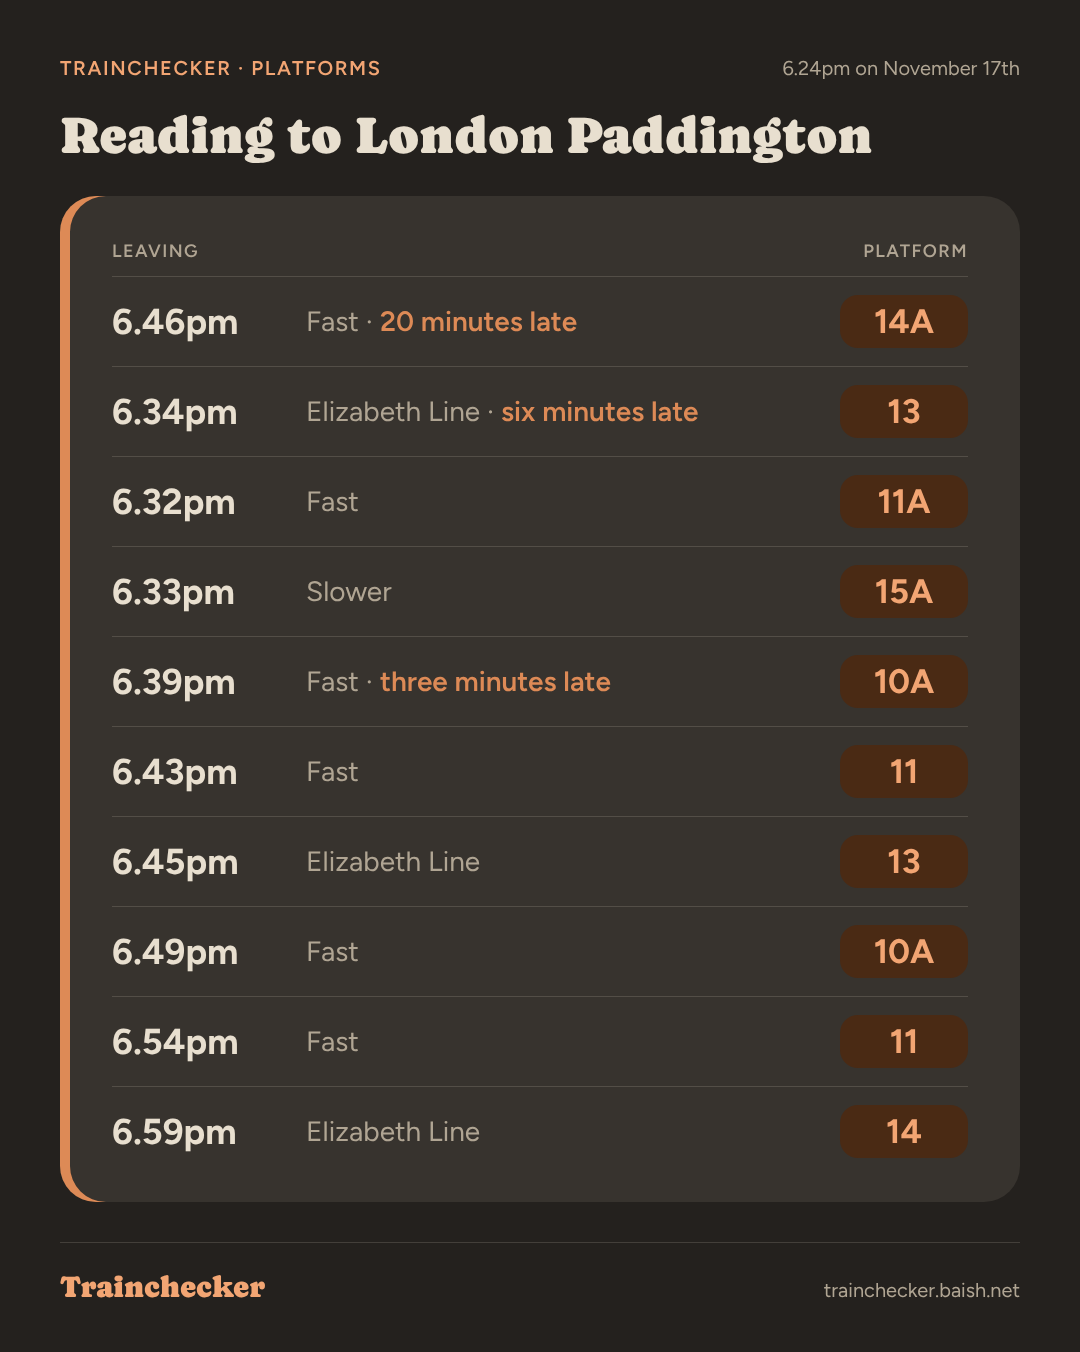 TRAINCHECKER · PLATFORMS
6.24pm on November 17th
Reading to London Paddington
LEAVING PLATFORM
6.46pm Fast · 20 minutes late 14A
6.34pm Elizabeth Line · six minutes late 13
6.32pm Fast 11A
6.33pm Slower 15A
6.39pm Fast · three minutes late 10A
6.43pm Fast 11
6.45pm Elizabeth Line 13
6.49pm Fast 10A
6.54pm Fast 11
6.59pm Elizabeth Line 14
Trainchecker
trainchecker.baish.net